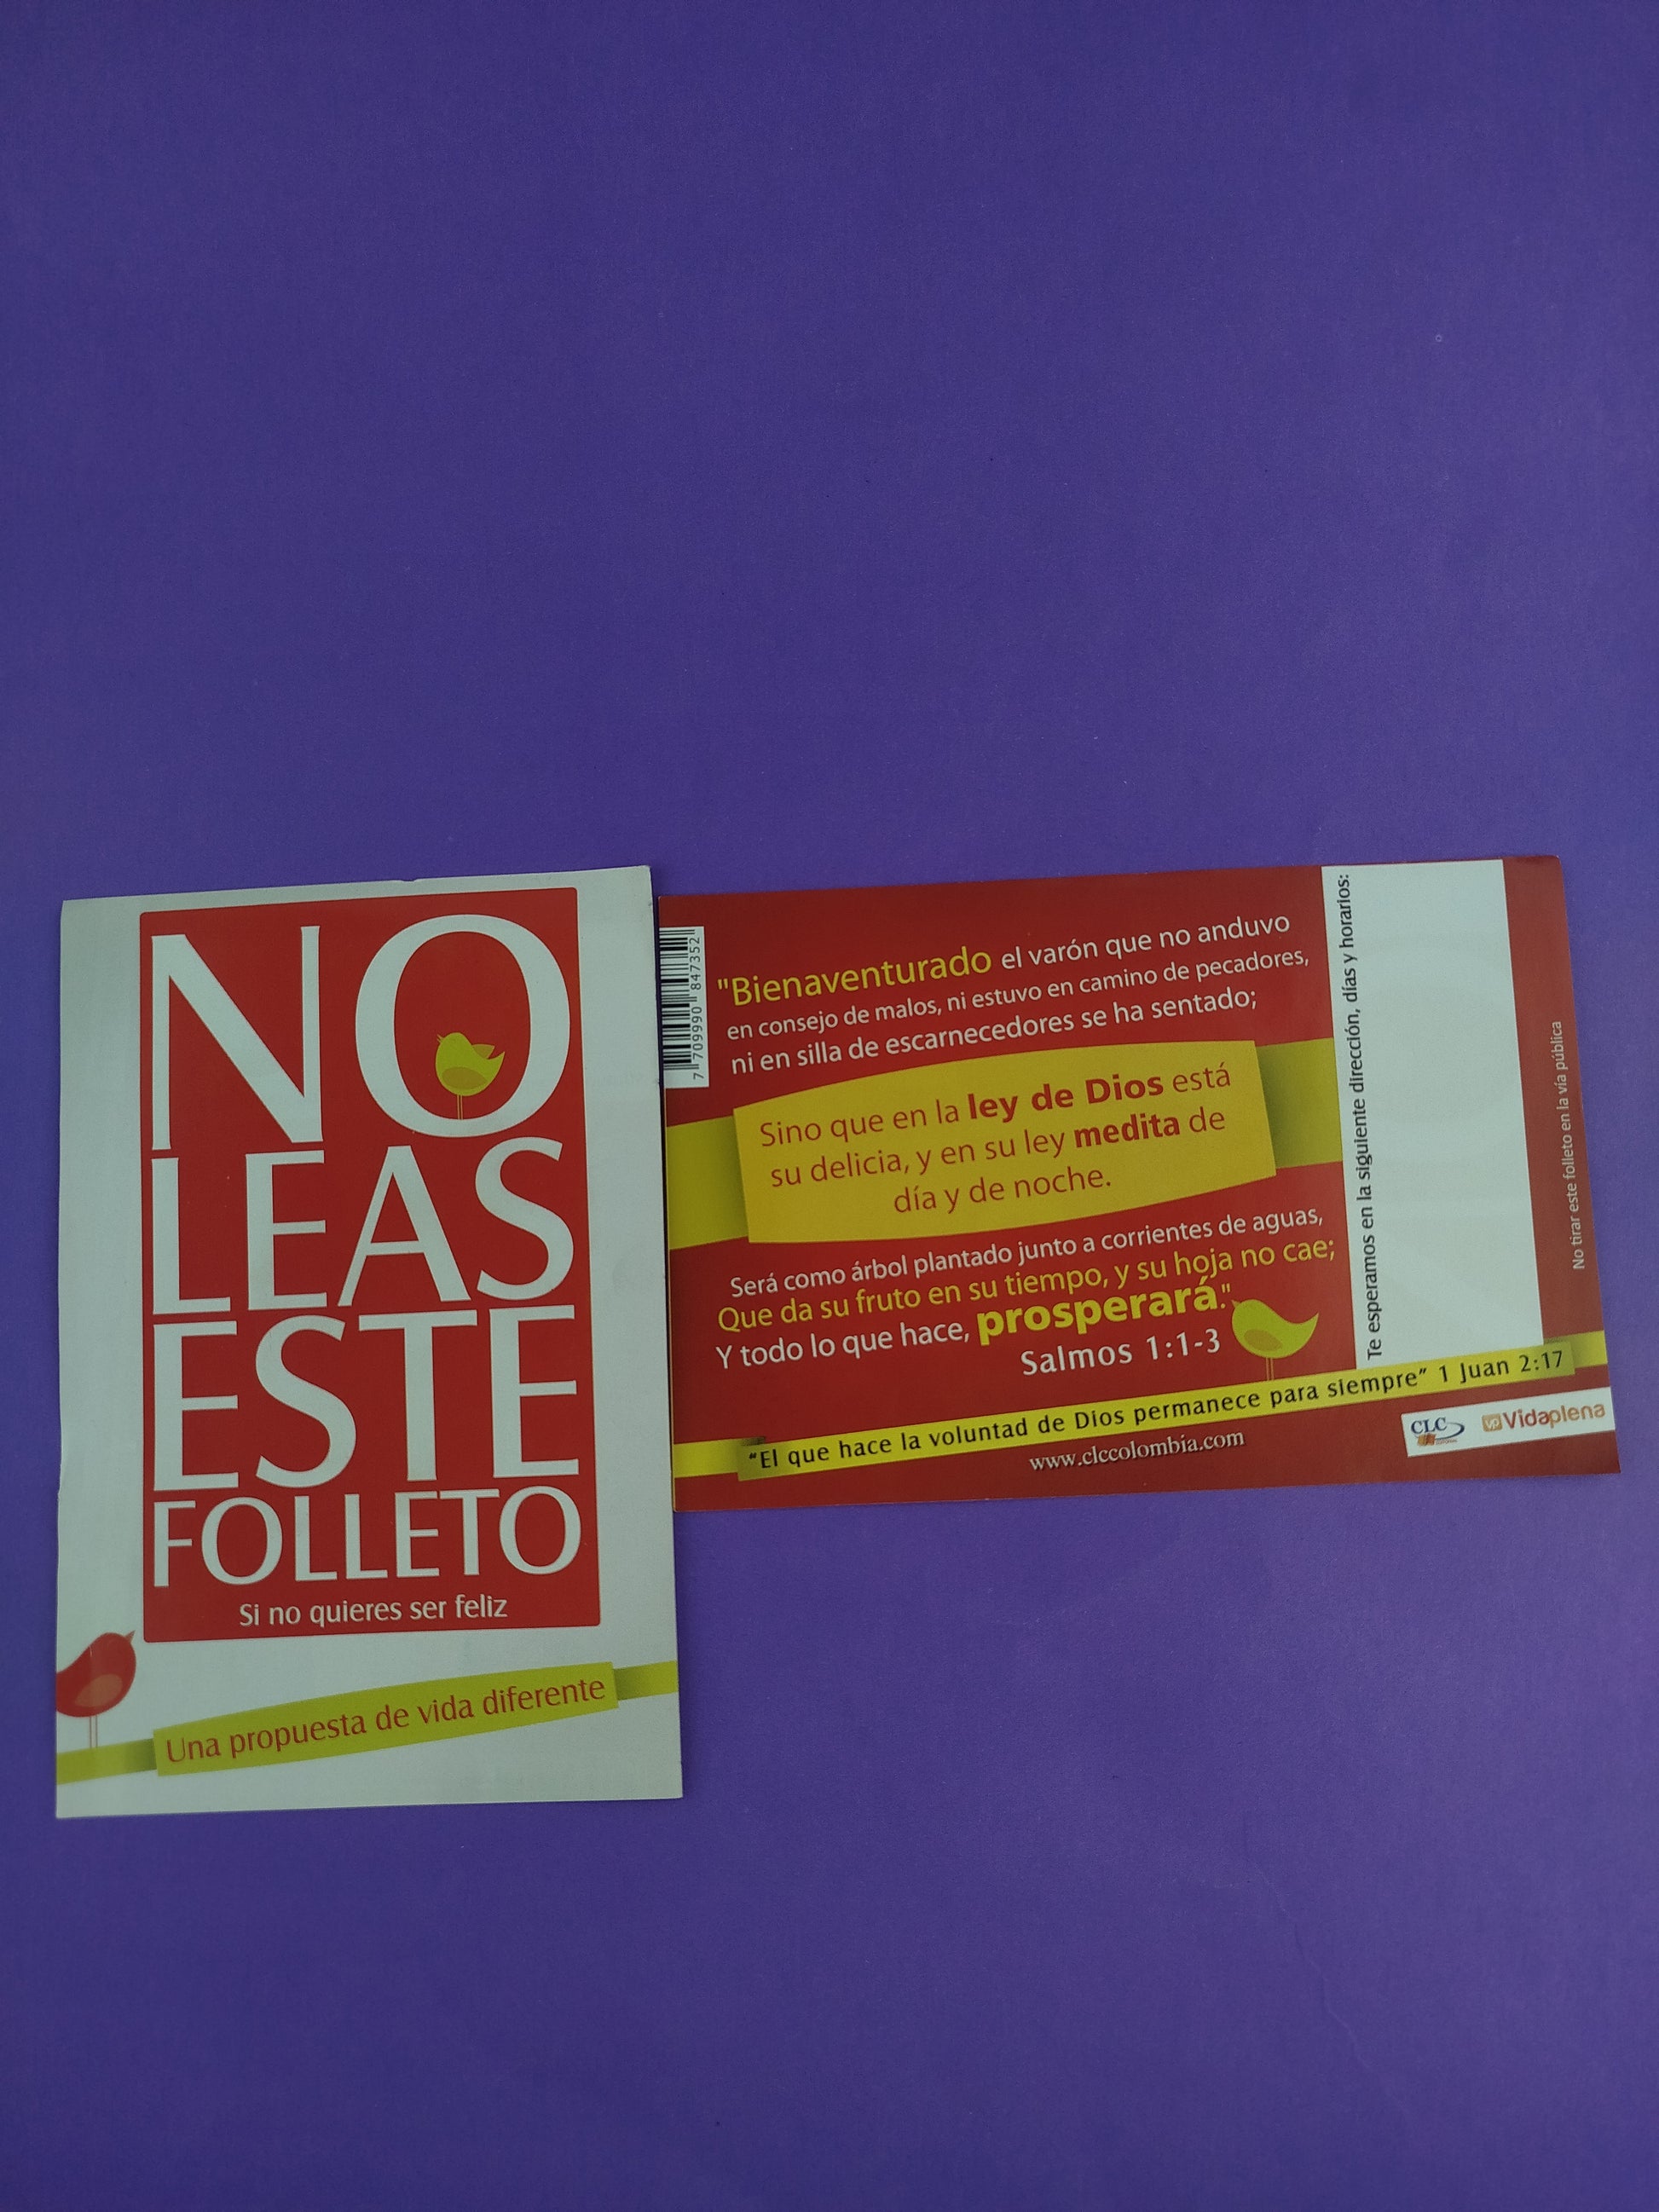 NO
LEAS
ESTE
FOLLETO
Si no quieres ser feliz
Una propuesta de vida diferente
7 709990 847352
"Bienaventurado el varón que no anduvo
en consejo de malos, ni estuvo en camino de pecadores,
ni en silla de escarnecedores se ha sentado;
Sino que en la ley de Dios está
su delicia, y en su ley medita de
día y de noche.
Será como árbol plantado junto a corrientes de aguas,
Que da su fruto en su tiempo, y su hoja no cae;
Y todo lo que hace, prosperará."
Salmos 1:1-3
"El que hace la voluntad de Dios permanece para siempre" 1 Juan 2:17
www.clccolombia.com
Te esperamos en la siguiente dirección, días y horarios:
No tirar este folleto en la vía pública
CLC
vp Vidaplena